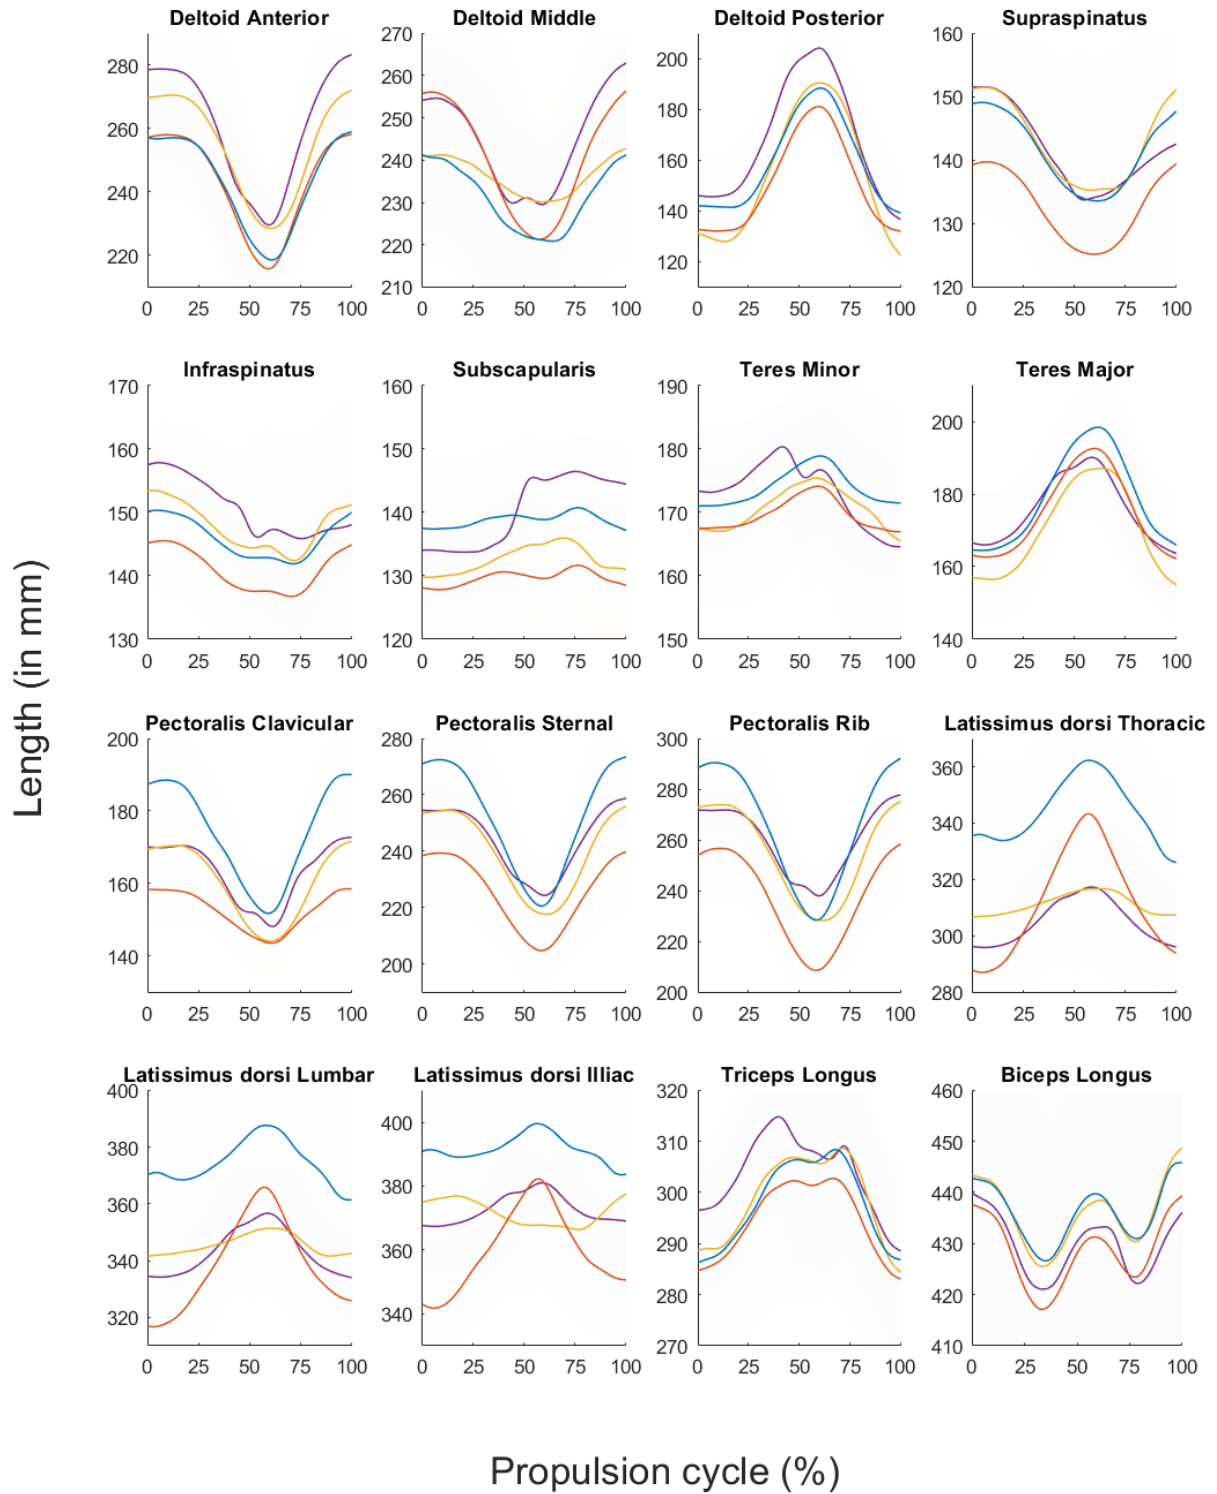 Deltoid Anterior
280
260
240
220
0 25 50 75 100
Deltoid Middle
270
260
250
240
230
220
210
0 25 50 75 100
Deltoid Posterior
200
180
160
140
120
0 25 50 75 100
Supraspinatus
160
150
140
130
120
0 25 50 75 100
Infraspinatus
170
160
150
140
130
0 25 50 75 100
Subscapularis
160
150
140
130
120
0 25 50 75 100
Teres Minor
190
180
170
160
150
0 25 50 75 100
Teres Major
200
180
160
140
0 25 50 75 100
Length (in mm)
Pectoralis Clavicular
200
180
160
140
0 25 50 75 100
Pectoralis Sternal
280
260
240
220
200
0 25 50 75 100
Pectoralis Rib
300
280
260
240
220
200
0 25 50 75 100
Latissimus dorsi Thoracic
360
340
320
300
280
0 25 50 75 100
Latissimus dorsi Lumbar
400
380
360
340
320
0 25 50 75 100
Latissimus dorsi Illiac
400
380
360
340
0 25 50 75 100
Triceps Longus
320
310
300
290
280
270
0 25 50 75 100
Biceps Longus
460
450
440
430
420
410
0 25 50 75 100
Propulsion cycle (%)